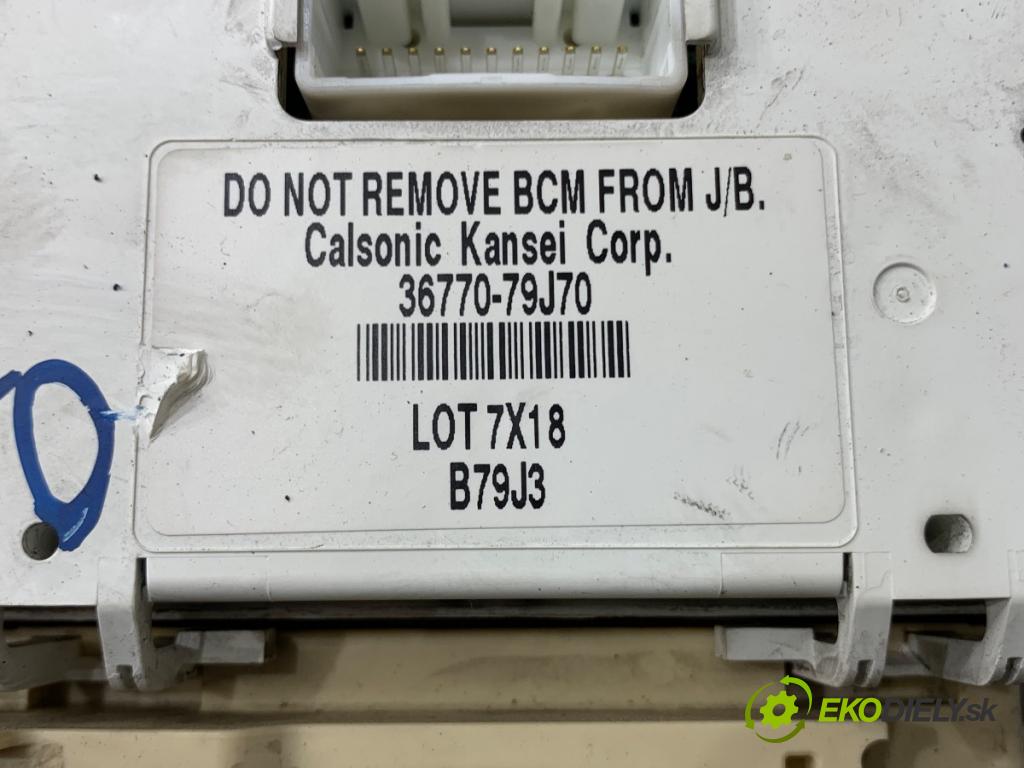 DO NOT REMOVE BCM FROM J/B.
Calsonic Kansei Corp.
36770-79J70
LOT 7X18
B79J3
EKODIELY.sk